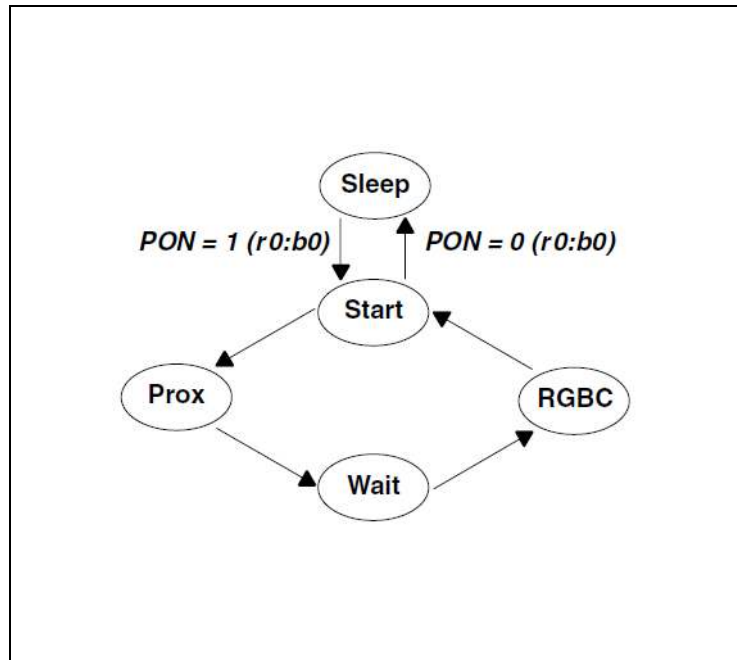 Sleep
PON = 1 (r0:b0)
PON = 0 (r0:b0)
Start
Prox
RGBC
Wait